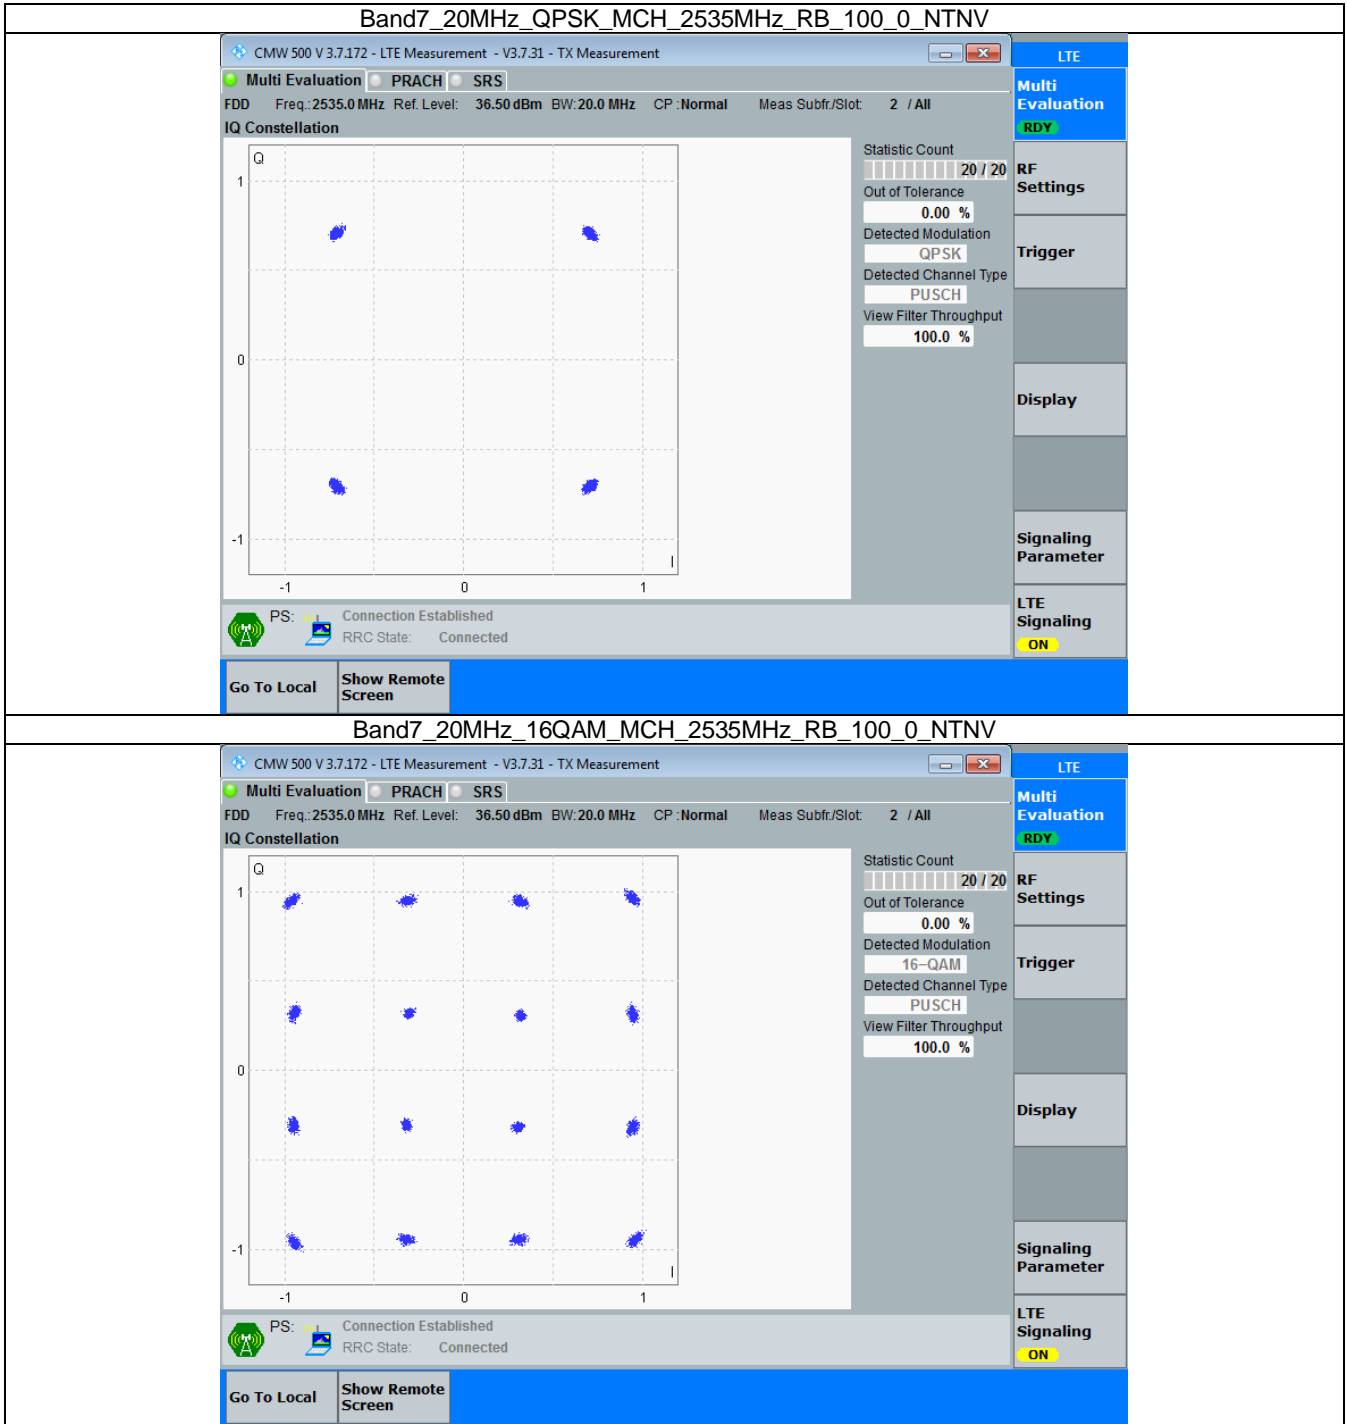 Band7_20MHz_QPSK_MCH_2535MHz_RB_100_0_NTNV
CMW 500 V 3.7.172 - LTE Measurement - V3.7.31 - TX Measurement
LTE
Multi Evaluation PRACH SRS
FDD Freq.: 2535.0 MHz Ref. Level: 36.50 dBm BW: 20.0 MHz CP : Normal Meas Subfr./Slot: 2 / All
IQ Constellation
Q
1
0
-1
I
-1 0 1
Statistic Count
20 / 20
Out of Tolerance
0.00 %
Detected Modulation
QPSK
Detected Channel Type
PUSCH
View Filter Throughput
100.0 %
Multi
Evaluation
RDY
RF
Settings
Trigger
Display
Signaling
Parameter
LTE
Signaling
ON
PS: Connection Established
RRC State: Connected
Go To Local
Show Remote
Screen
Band7_20MHz_16QAM_MCH_2535MHz_RB_100_0_NTNV
CMW 500 V 3.7.172 - LTE Measurement - V3.7.31 - TX Measurement
LTE
Multi Evaluation PRACH SRS
FDD Freq.: 2535.0 MHz Ref. Level: 36.50 dBm BW: 20.0 MHz CP : Normal Meas Subfr./Slot: 2 / All
IQ Constellation
Q
1
0
-1
I
-1 0 1
Statistic Count
20 / 20
Out of Tolerance
0.00 %
Detected Modulation
16-QAM
Detected Channel Type
PUSCH
View Filter Throughput
100.0 %
Multi
Evaluation
RDY
RF
Settings
Trigger
Display
Signaling
Parameter
LTE
Signaling
ON
PS: Connection Established
RRC State: Connected
Go To Local
Show Remote
Screen